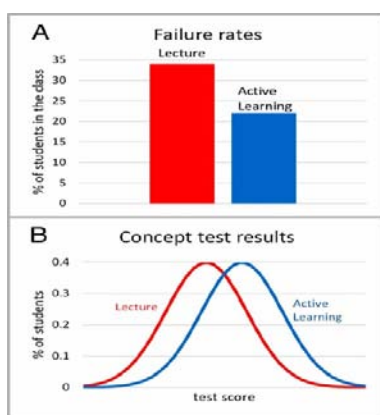 A
Failure rates
Lecture
Active
Learning
% of students in the class
35
30
25
20
15
10
5
0
B
Concept test results
% of students
0.4
0.3
0.2
0.1
0
Lecture
Active
Learning
test score